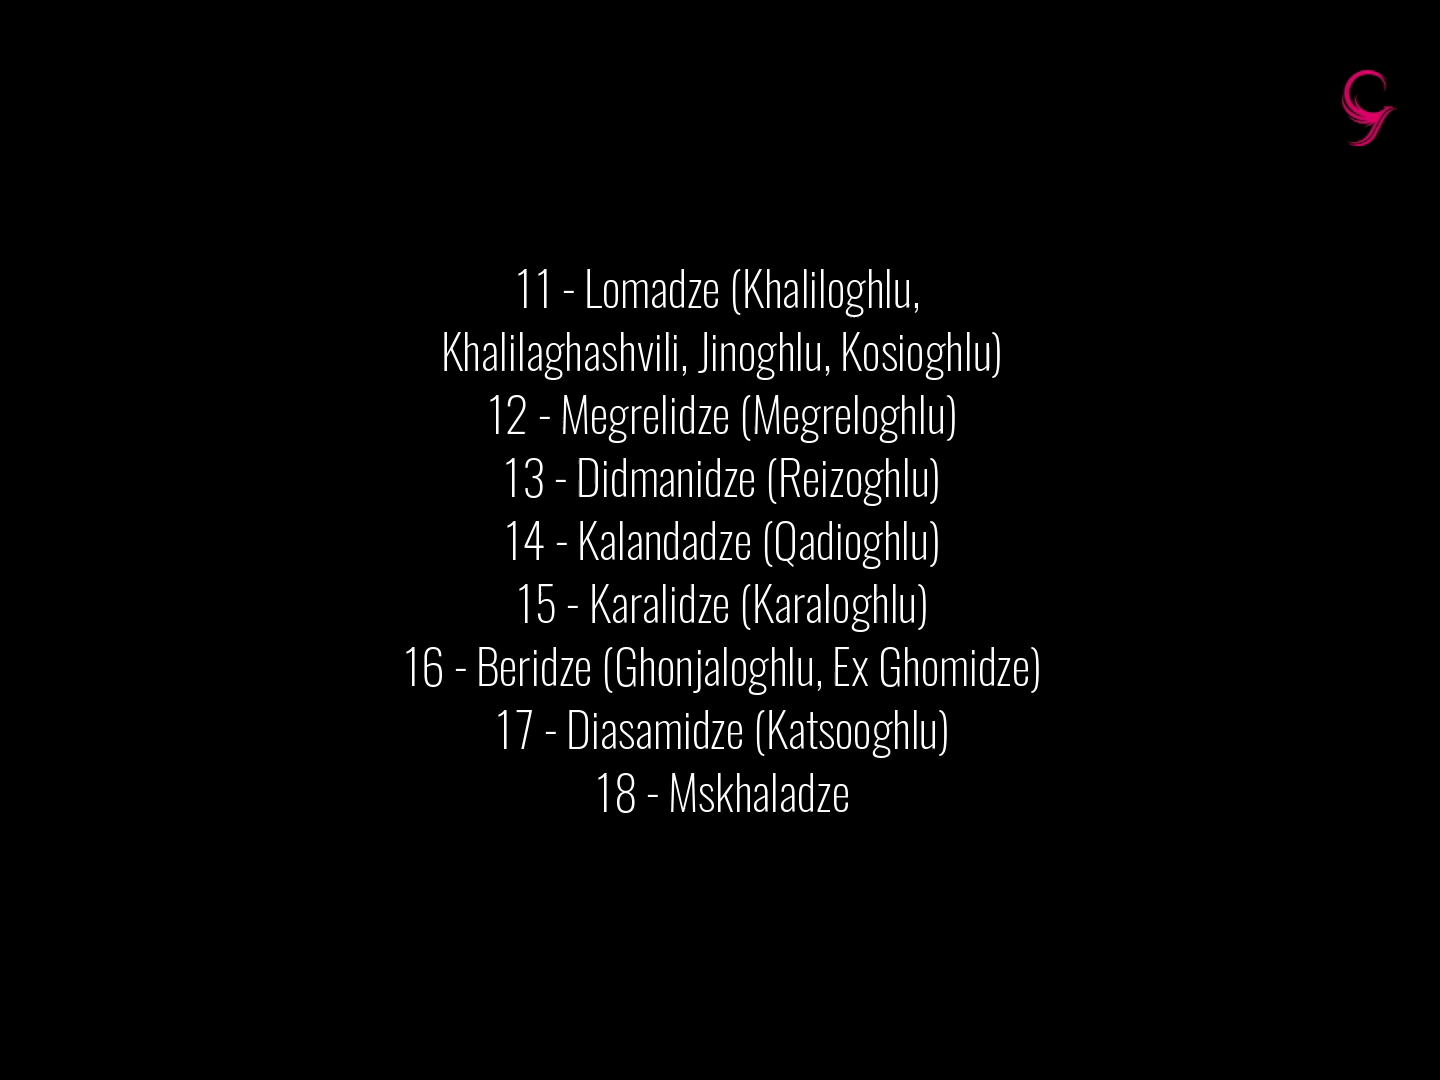 11 - Lomadze (Khaliloghlu,
Khalilaghashvili, Jinoghlu, Kosioghlu)
12 - Megrelidze (Megreloghlu)
13 - Didmanidze (Reizoghlu)
14 - Kalandadze (Qadioghlu)
15 - Karalidze (Karaloghlu)
16 - Beridze (Ghonjaloghlu, Ex Ghomidze)
17 - Diasamidze (Katsooghlu)
18 - Mskhaladze